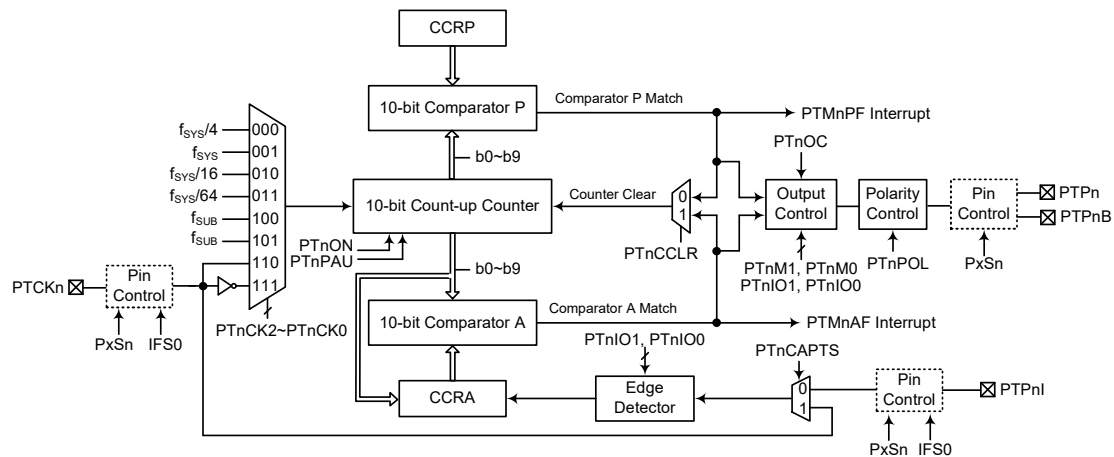 CCRP
10-bit Comparator P
Comparator P Match
PTMnPF Interrupt
fSYS/4
000
fSYS
001
fSYS/16
010
fSYS/64
011
fSUB
100
fSUB
101
110
111
b0~b9
PTnOC
10-bit Count-up Counter
Counter Clear
0
1
Output
Control
Polarity
Control
Pin
Control
PTPn
PTPnB
PTnON
PTnPAU
PTnCCLR
PTnM1, PTnM0
PTnIO1, PTnIO0
PTnPOL
PxSn
b0~b9
PTCKn
Pin
Control
PxSn
IFS0
PTnCK2~PTnCK0
10-bit Comparator A
Comparator A Match
PTMnAF Interrupt
PTnIO1, PTnIO0
PTnCAPTS
CCRA
Edge
Detector
0
1
Pin
Control
PTPnI
PxSn
IFS0